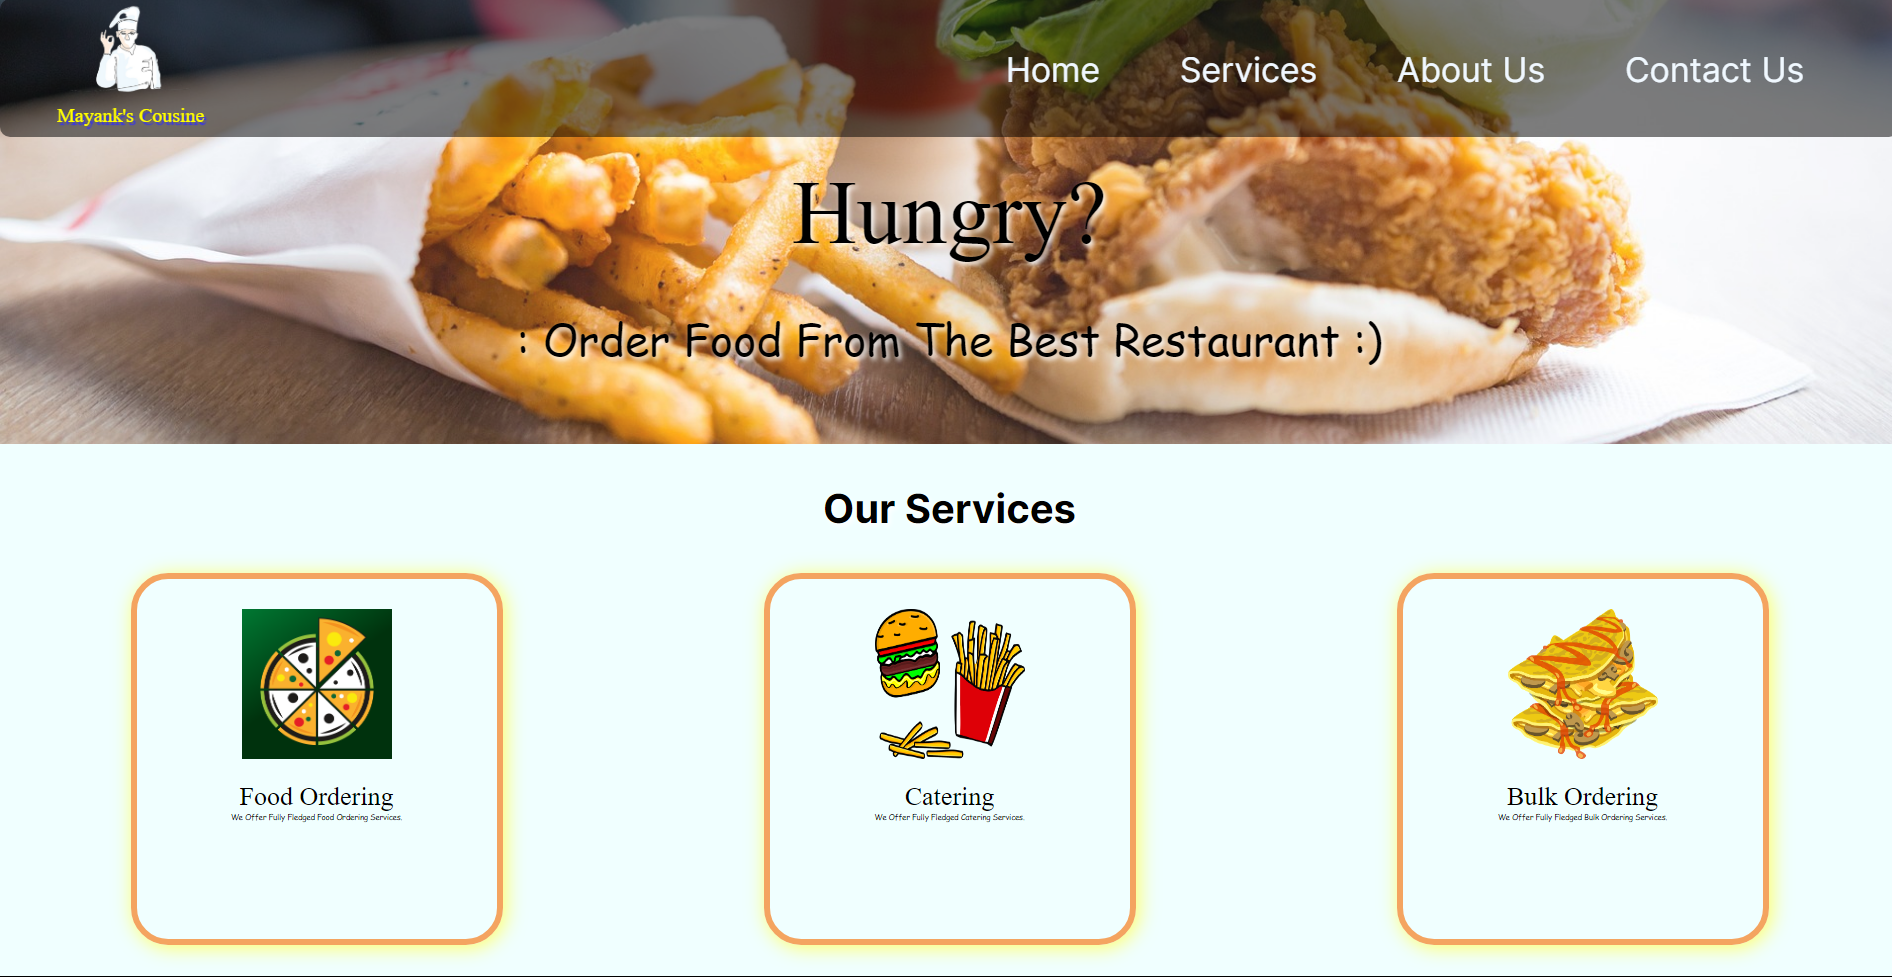 Mayank's Cousine
Home
Services
About Us
Contact Us
Hungry?
: Order Food From The Best Restaurant :)
Our Services
Food Ordering
We Offer Fully Fledged Food Ordering Services.
Catering
We Offer Fully Fledged Catering Services.
Bulk Ordering
We Offer Fully Fledged Bulk Ordering Services.